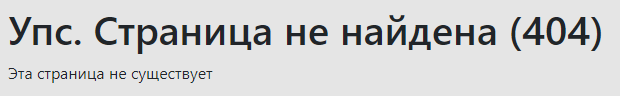 Упс. Страница не найдена (404)
Эта страница не существует